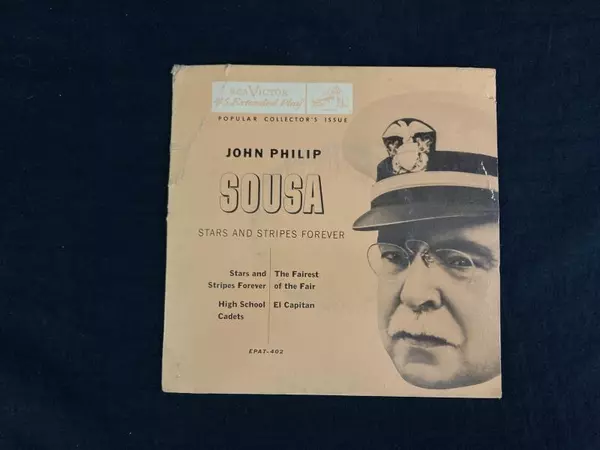 RCA VICTOR
45 Extended Play
POPULAR COLLECTOR'S ISSUE
JOHN PHILIP
SOUSA
STARS AND STRIPES FOREVER
Stars and
Stripes Forever
High School
Cadets
The Fairest
of the Fair
El Capitan
EPAT-402